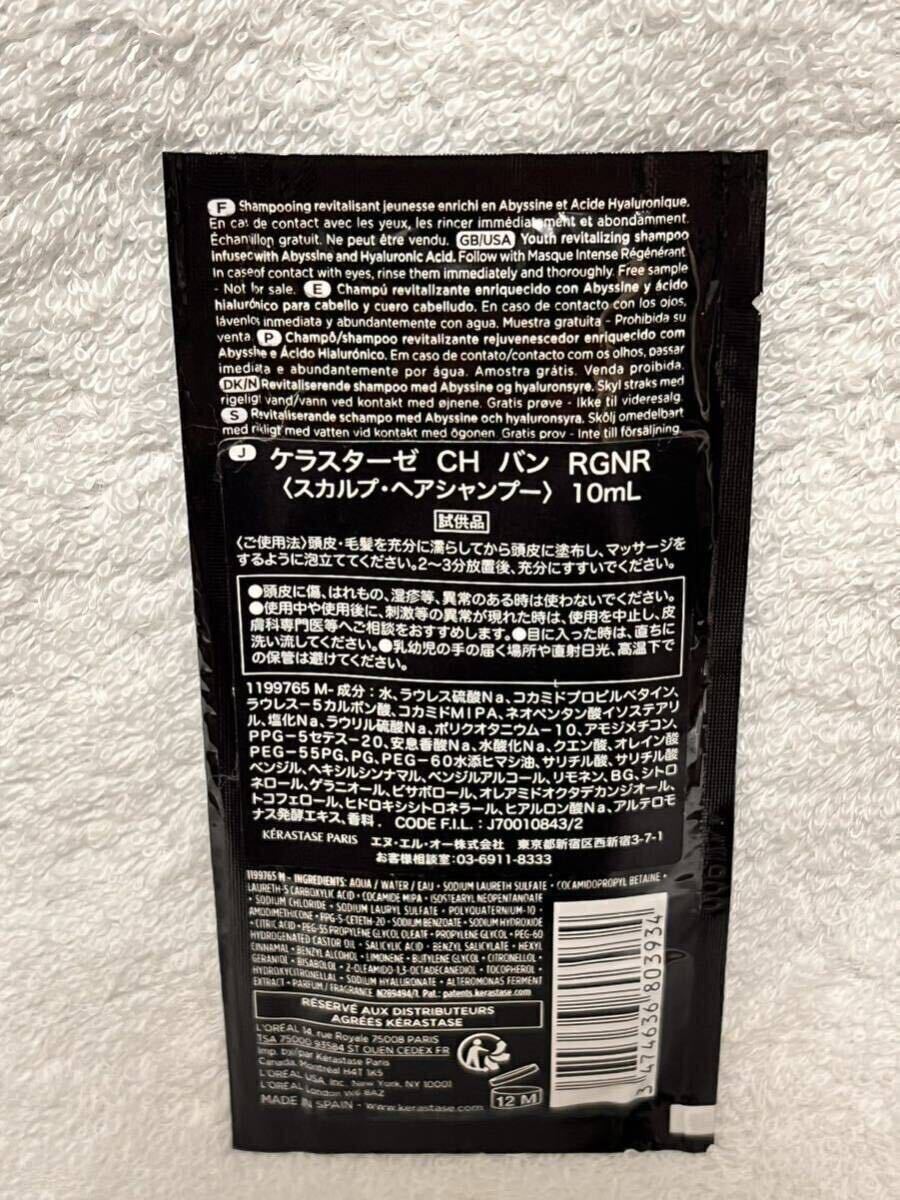 F Shampooing revitalisant jeunesse enrichi en Abyssine et Acide Hyaluronique.
En cas de contact avec les yeux, les rincer immédiatement et abondamment.
Échantillon gratuit. Ne peut être vendu. GB/USA Youth revitalizing shampoo
infused with Abyssine and Hyaluronic Acid. Follow with Masque Intense Régénérant
In case of contact with eyes, rinse them immediately and thoroughly. Free sample
- Not for sale. E Champú revitalizante enriquecido con Abyssine y ácido
hialurónico para cabello y cuero cabelludo. En caso de contacto con los ojos,
lávenlos inmediata y abundantemente con agua. Muestra gratuita - Prohibida su
venta. P Champô/shampoo revitalizante rejuvenescedor enriquecido com
Abyssine e Ácido Hialurónico. Em caso de contato/contacto com os olhos, passar
imediata e abundantemente por água. Amostra grátis. Venda proibida.
DK/N Revitaliserende shampoo med Abyssine og hyaluronsyre. Skyl straks med
rigeligt vand/vann ved kontakt med øjnene. Gratis prøve - Ikke til videresalg.
S Revitaliserande schampo med Abyssine och hyaluronsyra. Skölj omedelbart
med rikligt med vatten vid kontakt med ögonen. Gratis prov - Inte till försäljning.
J ケラスターゼ CH バン RGNR
〈スカルプ・ヘアシャンプー〉 10mL
試供品
〈ご使用法〉頭皮・毛髪を充分に濡らしてから頭皮に塗布し、マッサージを
するように泡立ててください。2〜3分放置後、充分にすすいでください。
●頭皮に傷、はれもの、湿疹等、異常のある時は使わないでください。
●使用中や使用後に、刺激等の異常が現れた時は、使用を中止し、皮
膚科専門医等へご相談をおすすめします。●目に入った時は、直ちに
洗い流してください。●乳幼児の手の届く場所や直射日光、高温下で
の保管は避けてください。
1199765 M-成分：水、ラウレス硫酸Na、コカミドプロピルベタイン、
ラウレス-5カルボン酸、コカミドMIPA、ネオペンタン酸イソステアリ
ル、塩化Na、ラウリル硫酸Na、ポリクオタニウム-10、アモジメチコン、
PPG-5セテス-20、安息香酸Na、水酸化Na、クエン酸、オレイン酸
PEG-55PG、PG、PEG-60水添ヒマシ油、サリチル酸、サリチル酸
ベンジル、ヘキシルシンナマル、ベンジルアルコール、リモネン、BG、シトロ
ネロール、ゲラニオール、ビサボロール、オレアミドオクタデカンジオール、
トコフェロール、ヒドロキシシトロネラール、ヒアルロン酸Na、アルテロモ
ナス発酵エキス、香料. CODE F.I.L.: J70010843/2
KÉRASTASE PARIS エヌ・エル・オー株式会社 東京都新宿区西新宿3-7-1
お客様相談室:03-6911-8333
1199765 M - INGREDIENTS: AQUA / WATER / EAU • SODIUM LAURETH SULFATE • COCAMIDOPROPYL BETAINE •
LAURETH-5 CARBOXYLIC ACID • COCAMIDE MIPA • ISOSTEARYL NEOPENTANOATE
• SODIUM CHLORIDE • SODIUM LAURYL SULFATE • POLYQUATERNIUM-10 •
AMODIMETHICONE • PPG-5-CETETH-20 • SODIUM BENZOATE • SODIUM HYDROXIDE
• CITRIC ACID • PEG-55 PROPYLENE GLYCOL OLEATE • PROPYLENE GLYCOL • PEG-60
HYDROGENATED CASTOR OIL • SALICYLIC ACID • BENZYL SALICYLATE • HEXYL
CINNAMAL • BENZYL ALCOHOL • LIMONENE • BUTYLENE GLYCOL • CITRONELLOL •
GERANIOL • BISABOLOL • 2-OLEAMIDO-1,3-OCTADECANEDIOL • TOCOPHEROL •
HYDROXYCITRONELLAL • SODIUM HYALURONATE • ALTEROMONAS FERMENT
EXTRACT • PARFUM / FRAGRANCE N289494/1. Pat.: patents.kerastase.com
RÉSERVÉ AUX DISTRIBUTEURS
AGRÉÉS KÉRASTASE
L'ORÉAL 14, rue Royale 75008 PARIS
TSA 75000 93584 ST OUEN CEDEX FR
Imp. by/par Kérastase Paris
Canada, Montréal H4T 1K5
L'ORÉAL USA, Inc. New York, NY 10001
L'ORÉAL London W6 8AZ
MADE IN SPAIN - www.kerastase.com
12 M
3 474636 803934